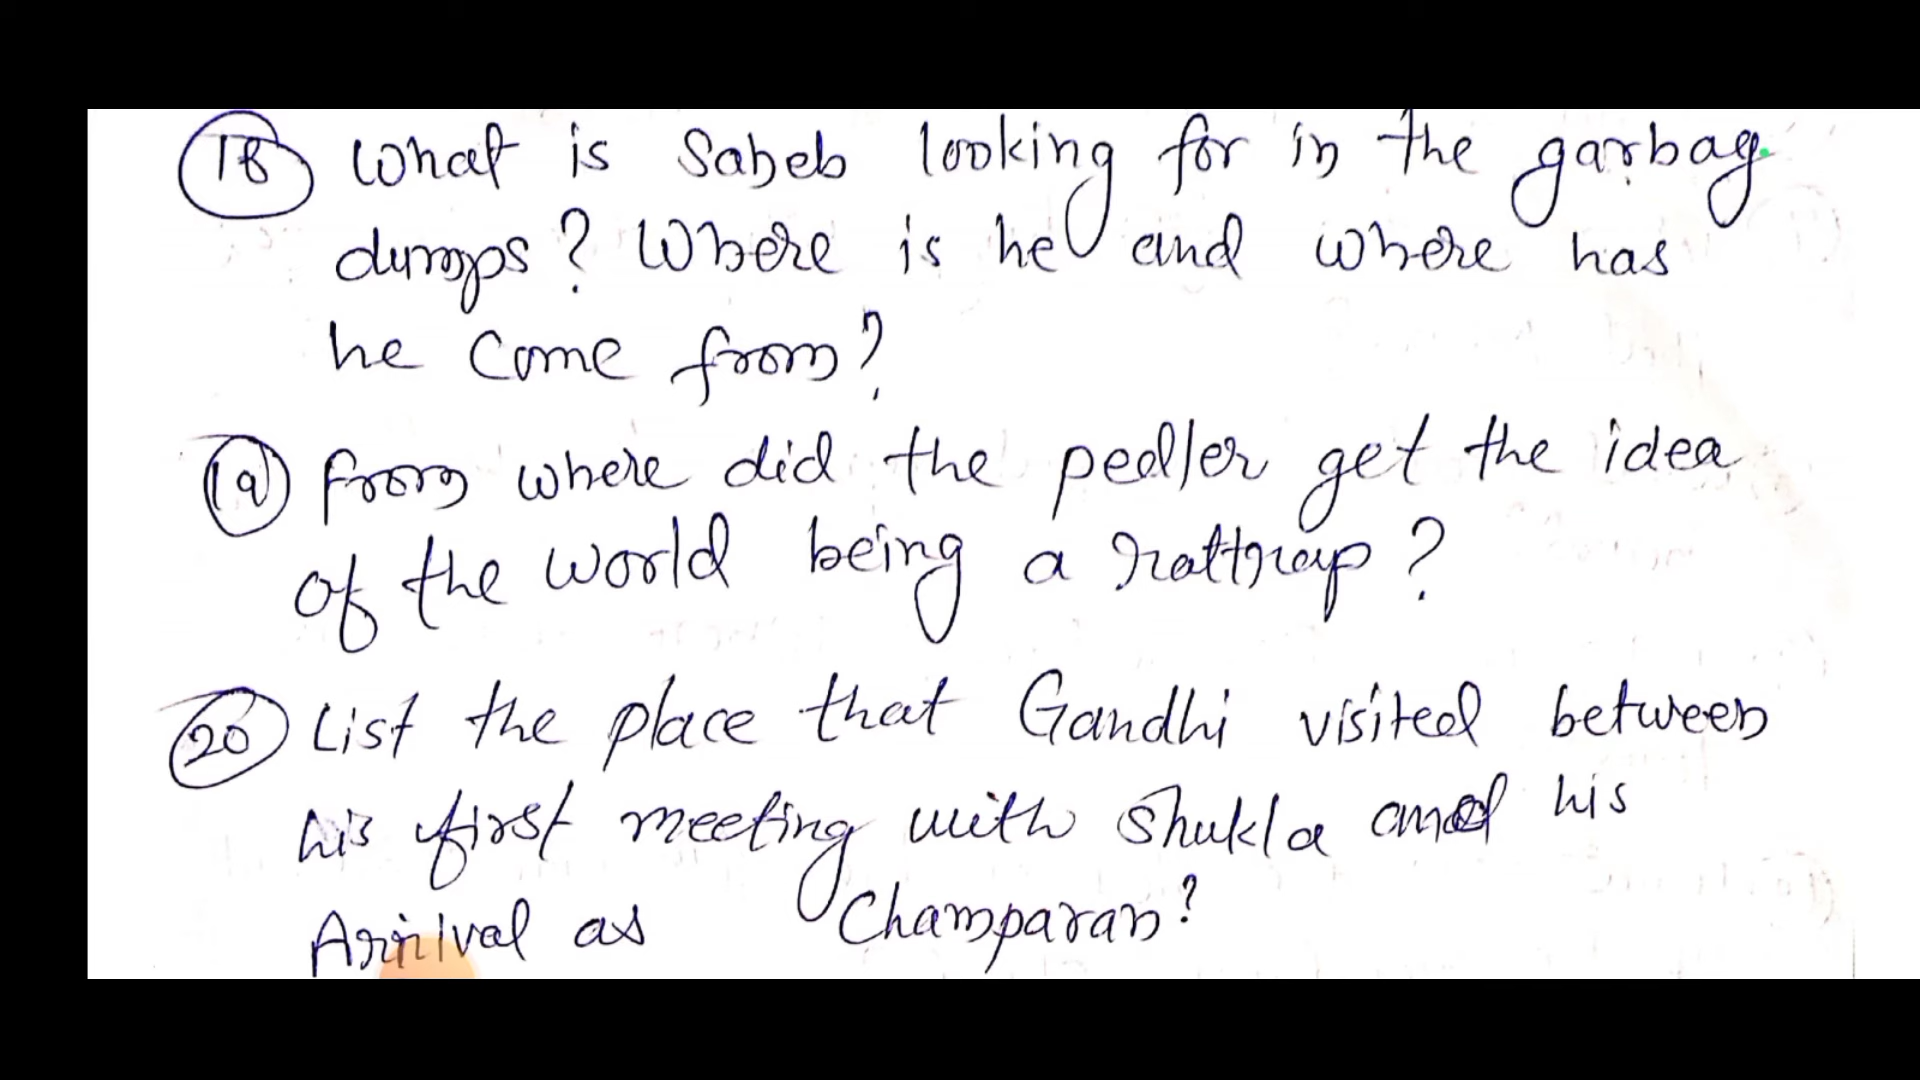 18 What is Saheb looking for in the garbag
dumps? Where is he and where has
he Come from?
19 From where did the pedler get the idea
of the world being a rattrap?
20 List the place that Gandhi visited between
his first meeting with Shukla and his
Arrival as Champaran?